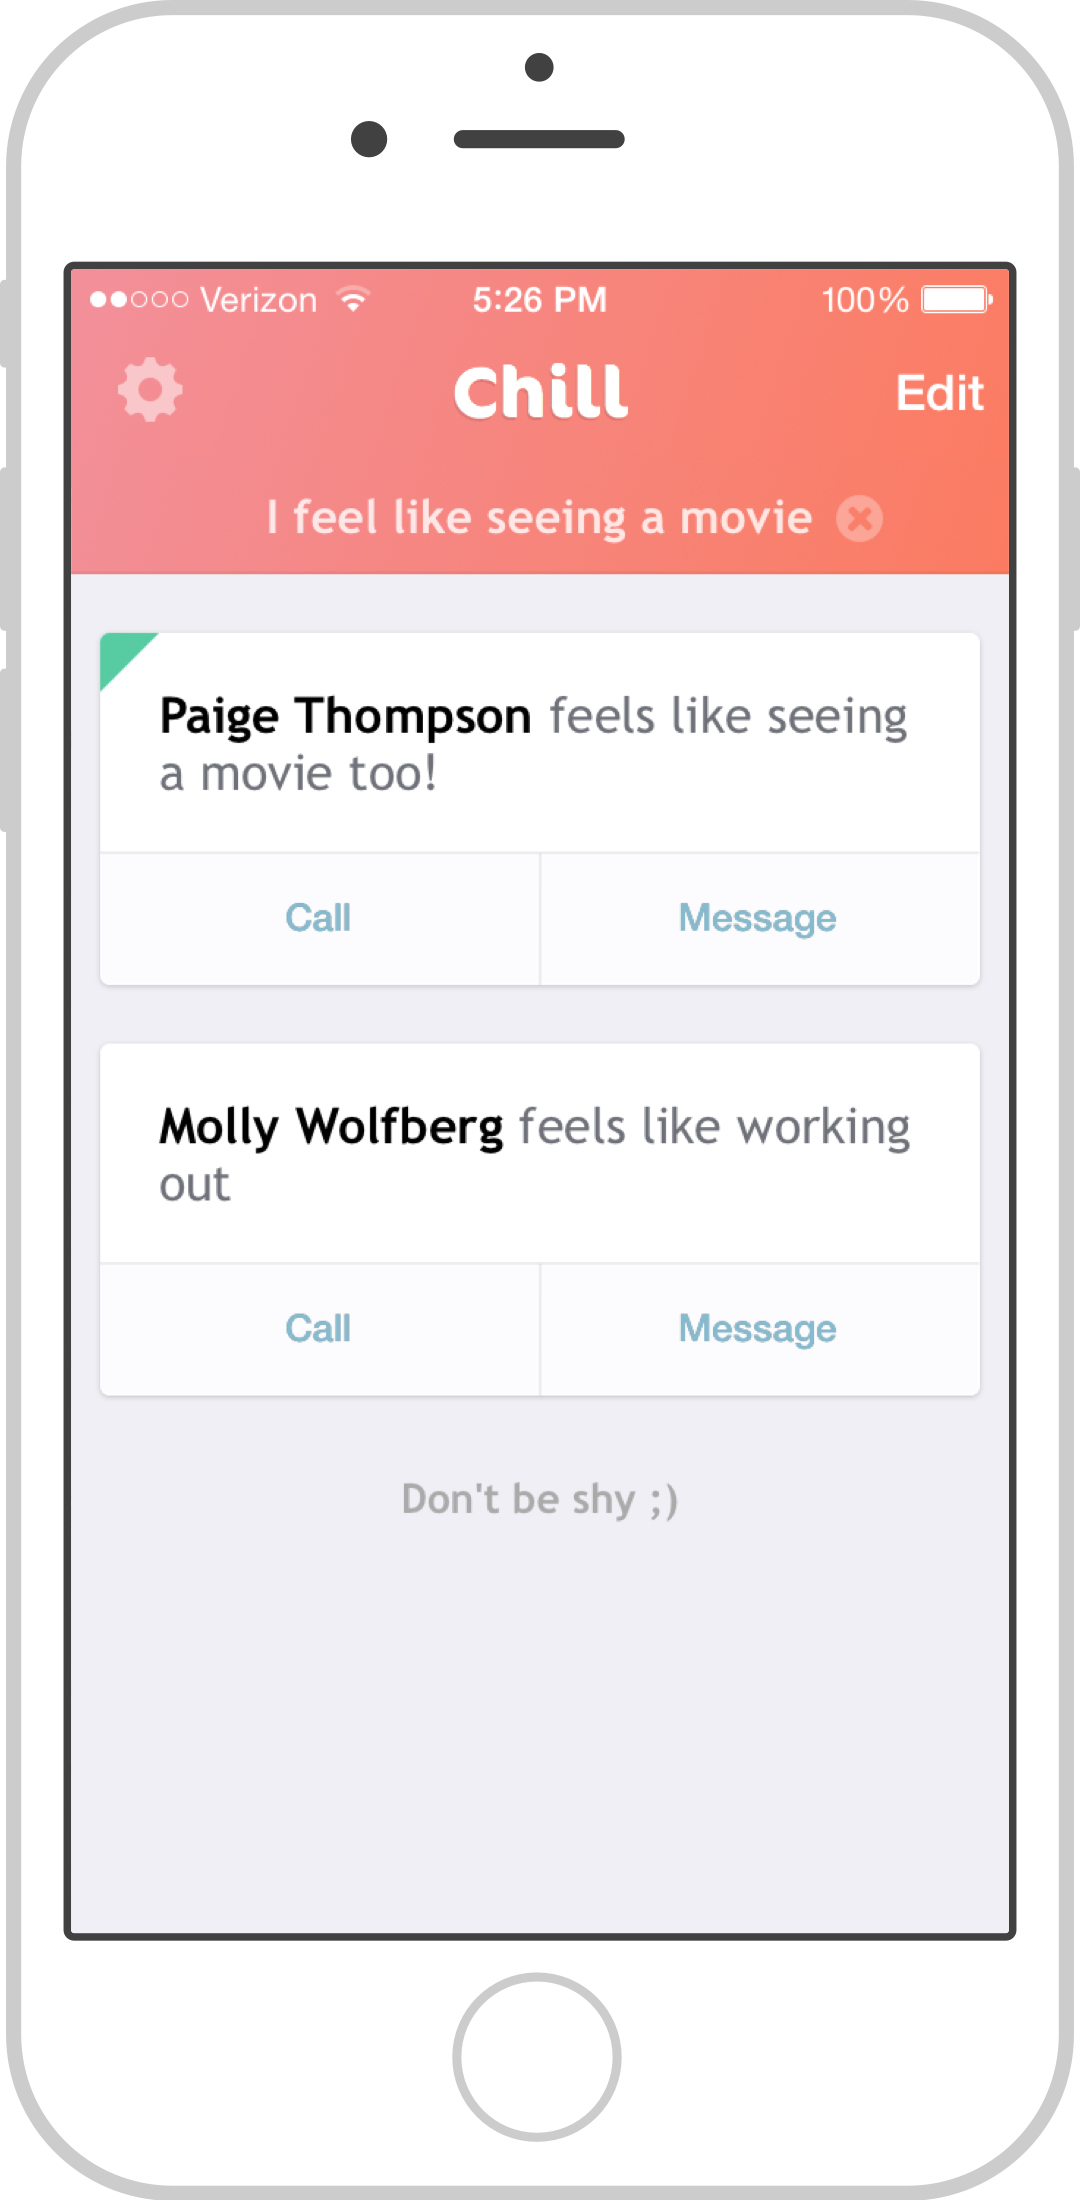 Verizon 5:26 PM 100%
Chill Edit
I feel like seeing a movie
Paige Thompson feels like seeing
a movie too!
Call Message
Molly Wolfberg feels like working
out
Call Message
Don't be shy ;)